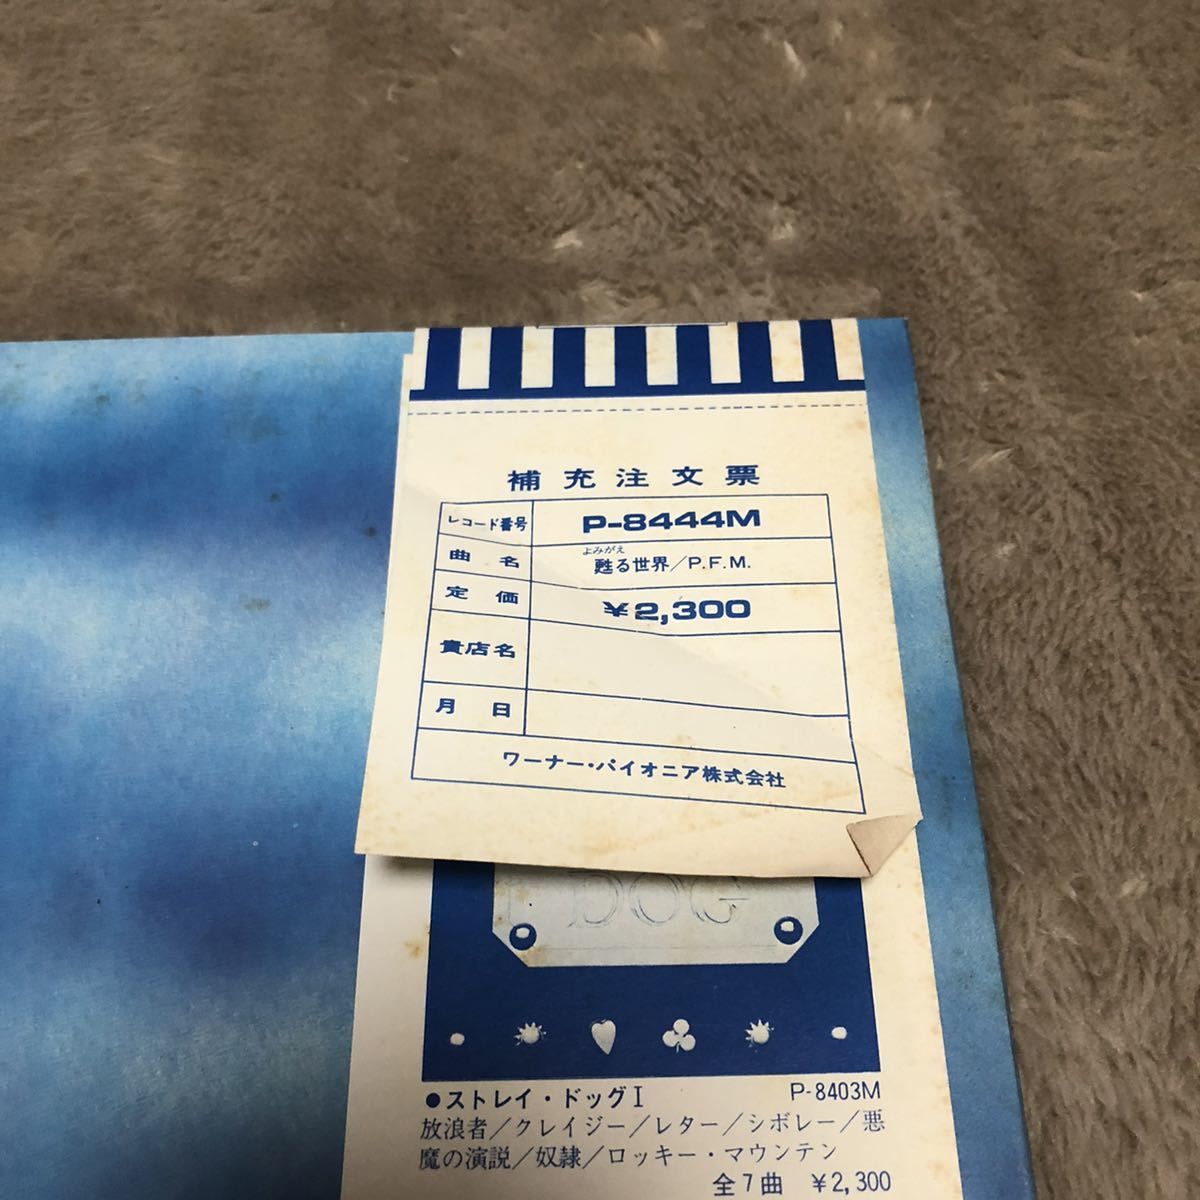 補充注文票
レコード番号 P-8444M
よみがえ
曲名 甦る世界/P.F.M.
定価 ¥2,300
貴店名
月日
ワーナー・パイオニア株式会社
DOG
●ストレイ・ドッグI P-8403M
放浪者/クレイジー/レター/シボレー/悪
魔の演説/奴隷/ロッキー・マウンテン
全7曲 ¥2,300